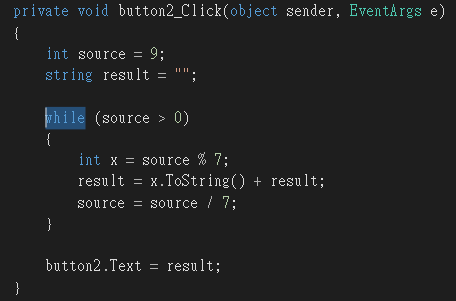 private void button2_Click(object sender, EventArgs e)
{
int source = 9;
string result = "";
while (source > 0)
{
int x = source % 7;
result = x.ToString() + result;
source = source / 7;
}
button2.Text = result;
}